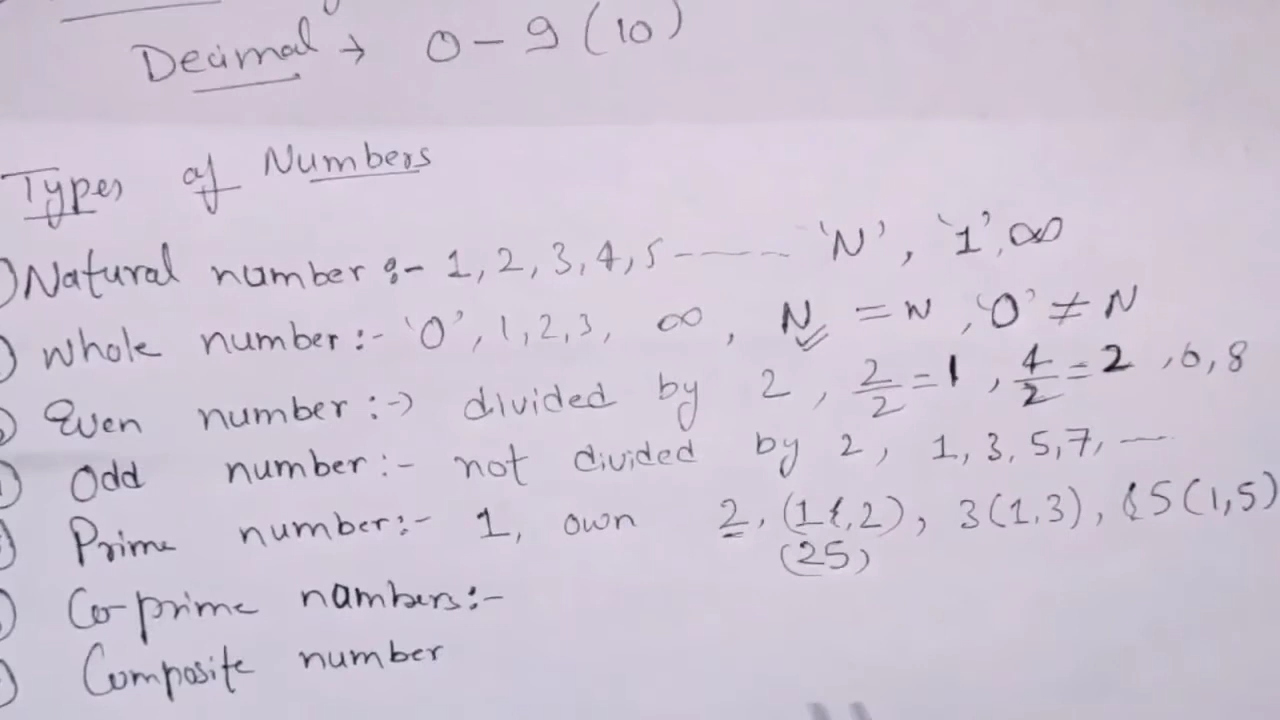 Decimal → 0 - 9 (10)
Types of Numbers
Natural number :- 1, 2, 3, 4, 5 ------- 'N', '1', ∞
Whole number :- '0', 1, 2, 3, ∞, N = W, '0' ≠ N
Even number :-> divided by 2, 2/2 = 1, 4/2 = 2, 6, 8
Odd number :- not divided by 2, 1, 3, 5, 7, —
Prime number :- 1, own 2, (1, 2), 3 (1, 3), 5 (1, 5)
(25)
Co-prime nambers :-
Composite number